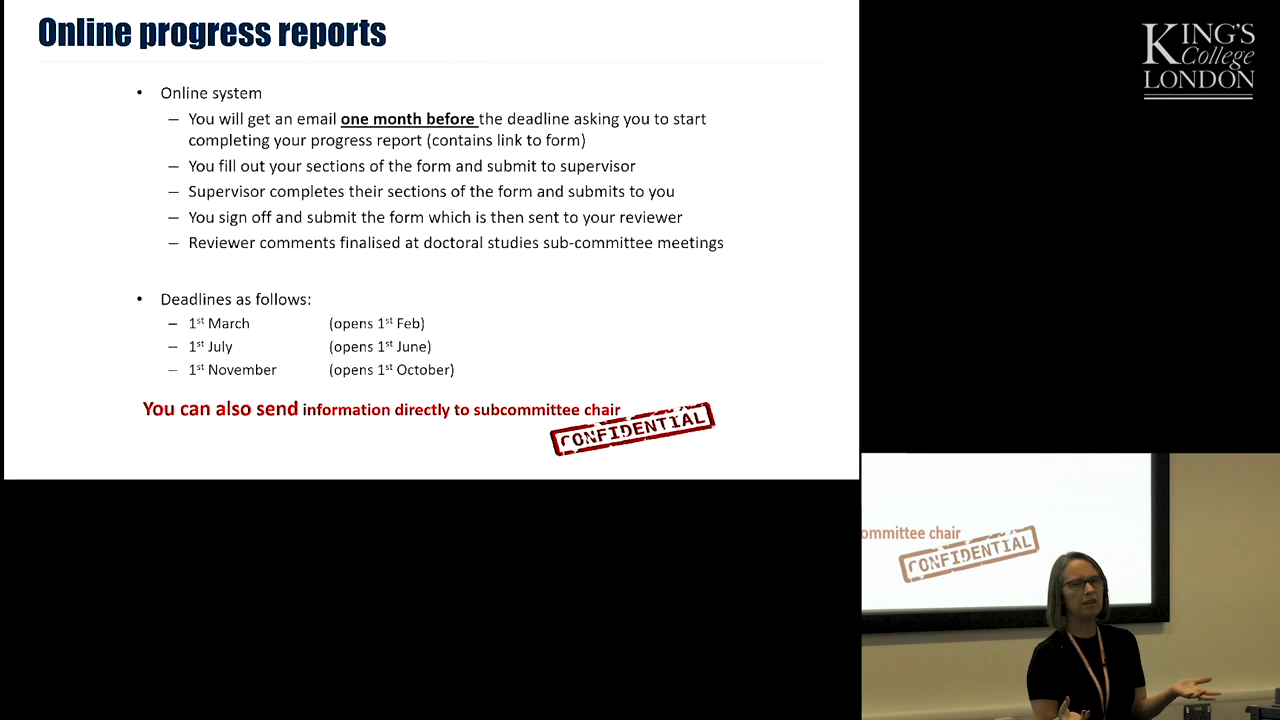 Online progress reports
KING'S
College
LONDON
• Online system
– You will get an email one month before the deadline asking you to start
completing your progress report (contains link to form)
– You fill out your sections of the form and submit to supervisor
– Supervisor completes their sections of the form and submits to you
– You sign off and submit the form which is then sent to your reviewer
– Reviewer comments finalised at doctoral studies sub-committee meetings
• Deadlines as follows:
– 1st March (opens 1st Feb)
– 1st July (opens 1st June)
– 1st November (opens 1st October)
You can also send information directly to subcommittee chair
CONFIDENTIAL
ommittee chair
CONFIDENTIAL